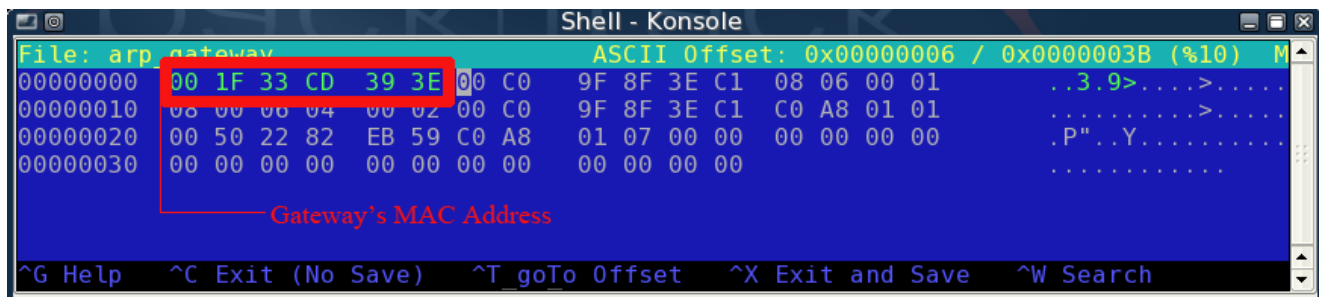 Shell - Konsole
File: arp_gateway ASCII Offset: 0x00000006 / 0x0000003B (%10) M
00000000 00 1F 33 CD 39 3E 00 C0 9F 8F 3E C1 08 06 00 01 ..3.9>....>.....
00000010 08 00 06 04 00 02 00 C0 9F 8F 3E C1 C0 A8 01 01 ..........>.....
00000020 00 50 22 82 EB 59 C0 A8 01 07 00 00 00 00 00 00 .P"..Y..........
00000030 00 00 00 00 00 00 00 00 00 00 00 00 ............
Gateway's MAC Address
^G Help ^C Exit (No Save) ^T_goTo Offset ^X Exit and Save ^W Search